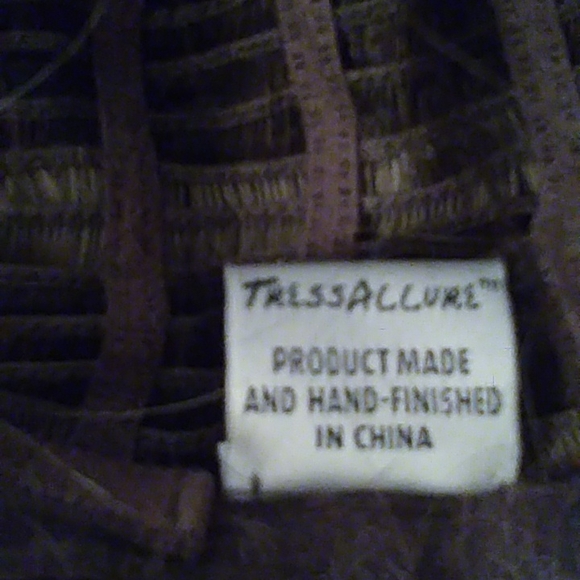 TRESSALLURE™
PRODUCT MADE
AND HAND-FINISHED
IN CHINA